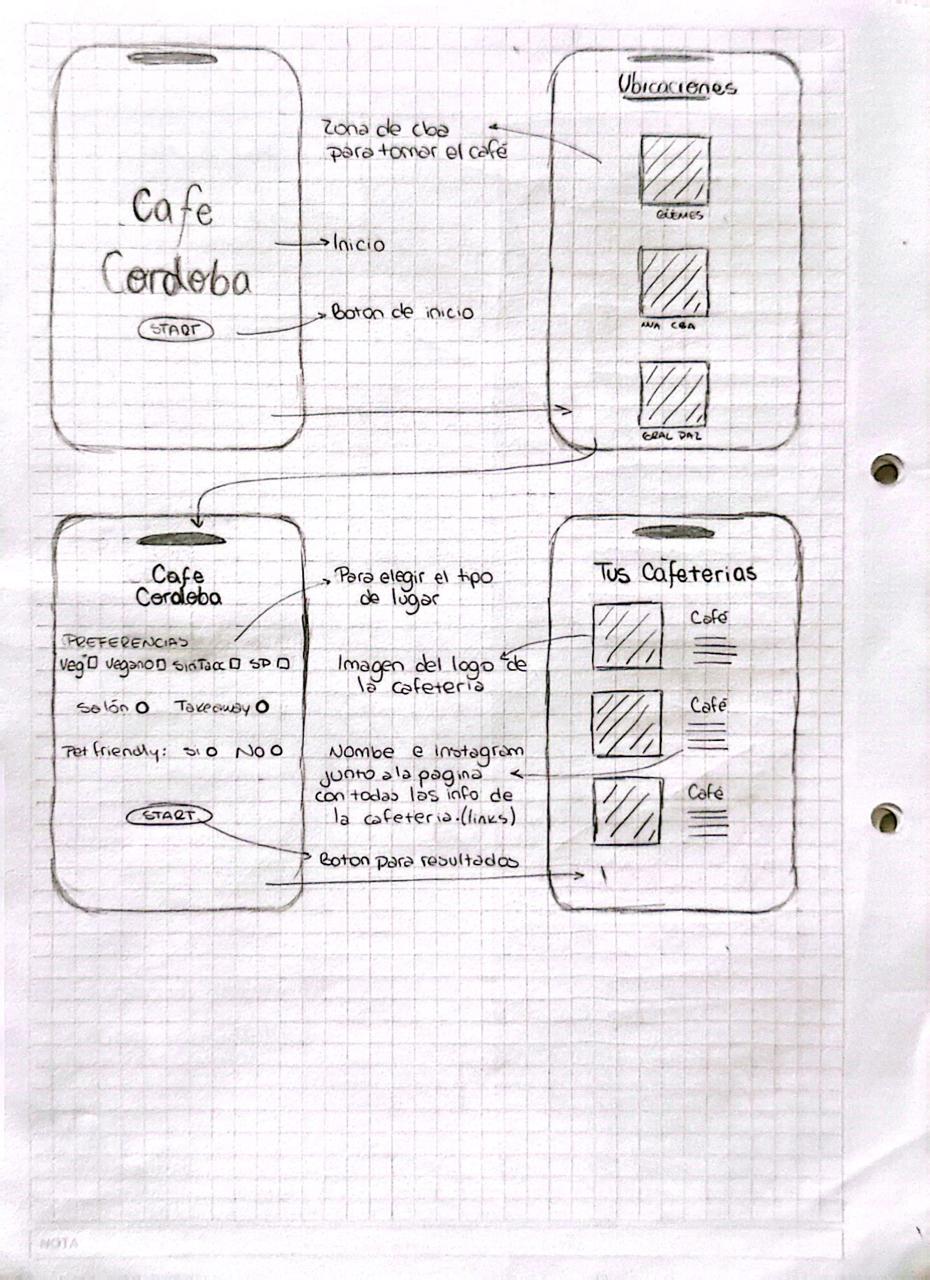 Cafe
Cordoba
START
Inicio
Boton de inicio
Zona de cba
para tomar el café
Ubicaciones
GÜEMES
NVA CBA
GRAL PAZ
Cafe
Cordoba
PREFERENCIAS
Veg Vegano SinTacc SP
Salón Takeaway
Pet friendly: SI No
START
Para elegir el tipo
de lugar
Imagen del logo de
la cafeteria
Nombe e instagram
junto a la pagina
con todas las info de
la cafeteria.(links)
Boton para resultados
Tus Cafeterias
Café
Café
Café
NOTA